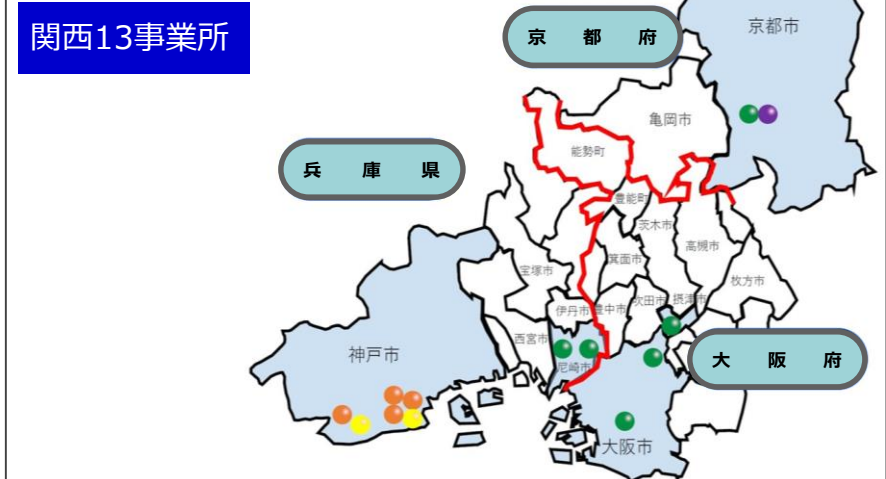 関西13事業所
京都府
京都市
亀岡市
能勢町
兵庫県
豊能町
茨木市
高槻市
箕面市
宝塚市
枚方市
吹田市
摂津市
伊丹市
豊中市
西宮市
神戸市
尼崎市
大阪府
大阪市